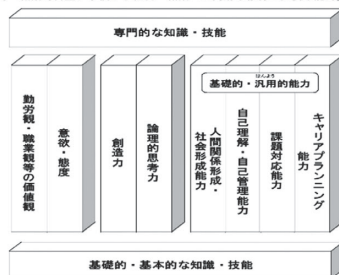 専門的な知識・技能
はんよう
基礎的・汎用的能力
勤労観・職業観等の価値観
意欲・態度
創造力
論理的思考力
人間関係形成・
社会形成能力
自己理解・自己管理能力
課題対応能力
キャリアプランニング
能力
基礎的・基本的な知識・技能